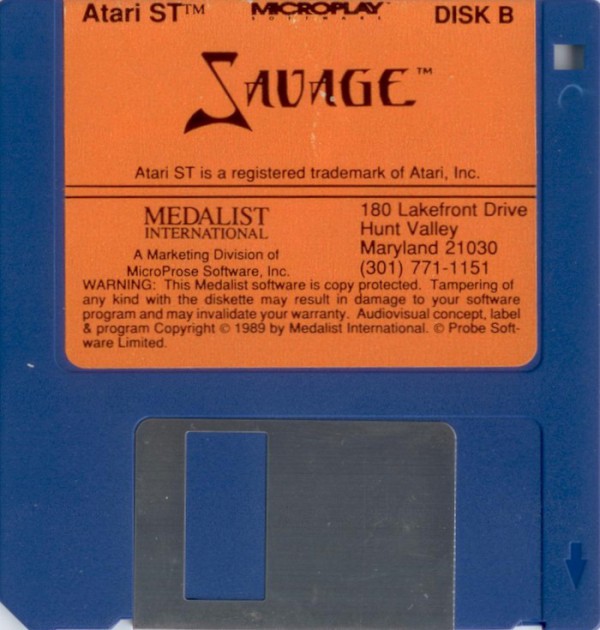 Atari ST™ MICROPLAY DISK B
SOFTWARE
SAVAGE™
Atari ST is a registered trademark of Atari, Inc.
MEDALIST
INTERNATIONAL
A Marketing Division of
MicroProse Software, Inc.
180 Lakefront Drive
Hunt Valley
Maryland 21030
(301) 771-1151
WARNING: This Medalist software is copy protected. Tampering of
any kind with the diskette may result in damage to your software
program and may invalidate your warranty. Audiovisual concept, label
& program Copyright © 1989 by Medalist International. © Probe Soft-
ware Limited.